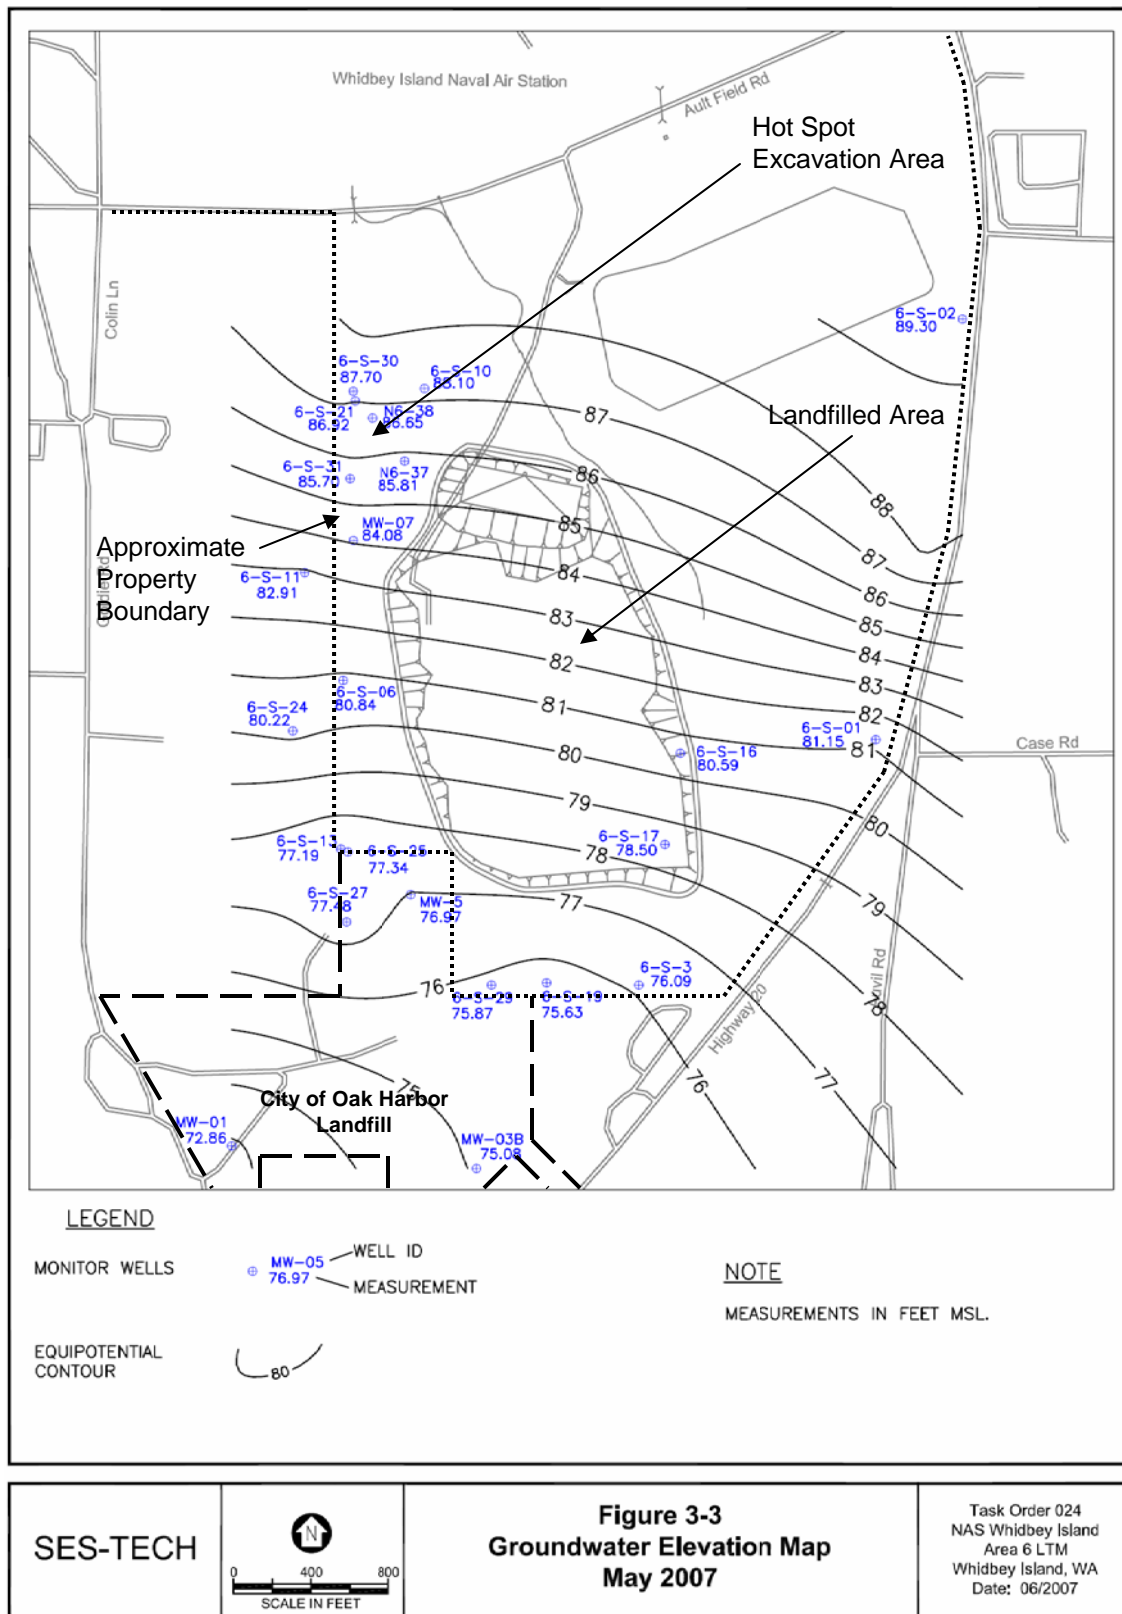 Whidbey Island Naval Air Station
Ault Field Rd
Hot Spot
Excavation Area
Colin Ln
6-S-02
89.30
6-S-30
87.70
6-S-10
88.10
6-S-21
86.92
N6-38
86.65
87
Landfilled Area
6-S-31
85.70
N6-37
85.81
86
88
85
MW-07
84.08
Approximate
Property
Boundary
84
87
6-S-11
82.91
86
83
85
82
84
83
6-S-06
80.84
81
82
6-S-24
80.22
6-S-01
81.15
81
Case Rd
80
6-S-16
80.59
79
80
6-S-17
78.50
78
6-S-13
77.19
6-S-25
77.34
6-S-27
77.48
MW-5
76.97
77
79
76
6-S-29
75.87
6-S-19
75.63
6-S-3
76.09
78
Highway 20
76
77
75
City of Oak Harbor
Landfill
MW-01
72.86
MW-03B
75.08
LEGEND
MONITOR WELLS
MW-05
76.97
WELL ID
MEASUREMENT
EQUIPOTENTIAL
CONTOUR
80
NOTE
MEASUREMENTS IN FEET MSL.
SES-TECH
N
0 400 800
SCALE IN FEET
Figure 3-3
Groundwater Elevation Map
May 2007
Task Order 024
NAS Whidbey Island
Area 6 LTM
Whidbey Island, WA
Date: 06/2007